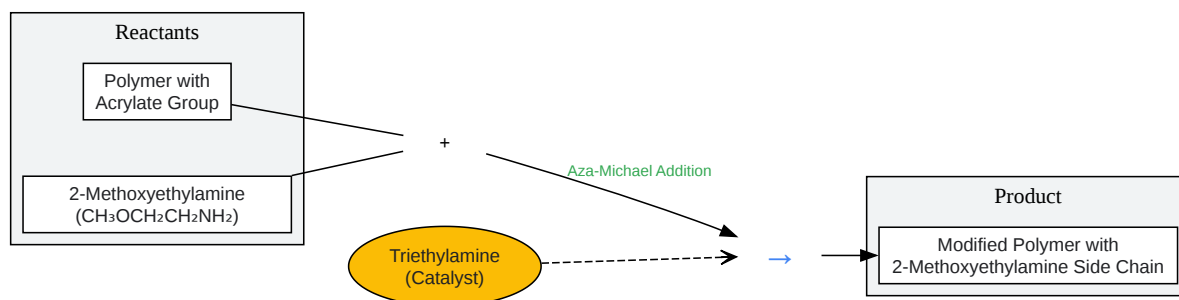 Reactants
Polymer with
Acrylate Group
2-Methoxyethylamine
(CH₃OCH₂CH₂NH₂)
+
Aza-Michael Addition
Triethylamine
(Catalyst)
→
Product
Modified Polymer with
2-Methoxyethylamine Side Chain